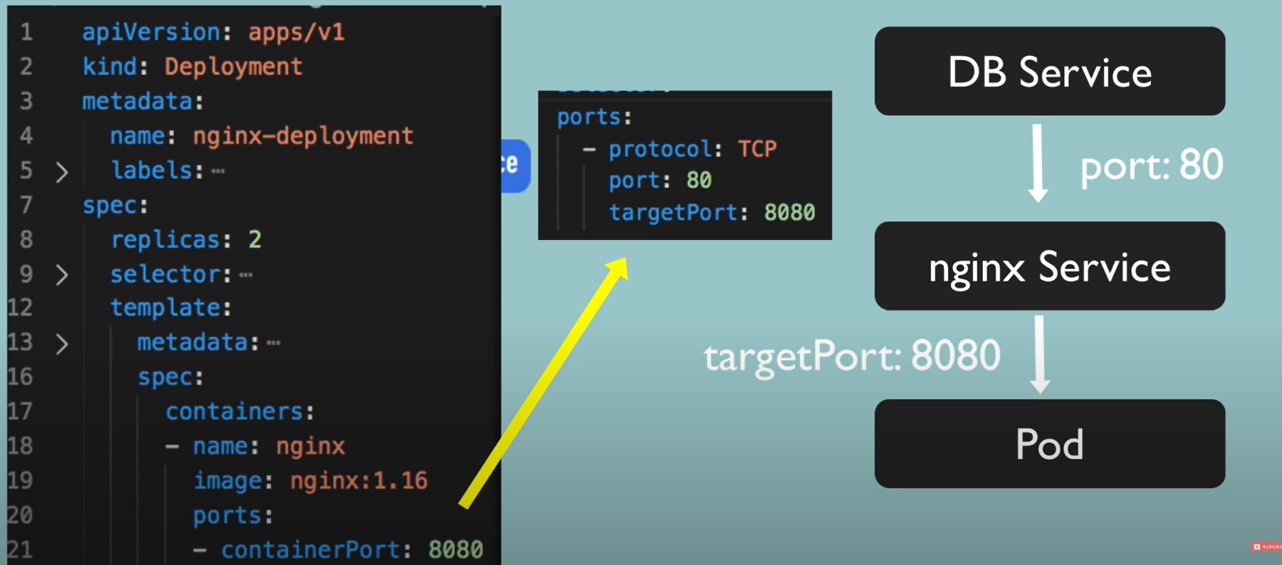 1 apiVersion: apps/v1
2 kind: Deployment
3 metadata:
4 name: nginx-deployment
5 labels:⋯
7 spec:
8 replicas: 2
9 selector:⋯
12 template:
13 metadata:⋯
16 spec:
17 containers:
18 - name: nginx
19 image: nginx:1.16
20 ports:
21 - containerPort: 8080
ports:
- protocol: TCP
port: 80
targetPort: 8080
DB Service
port: 80
nginx Service
targetPort: 8080
Pod